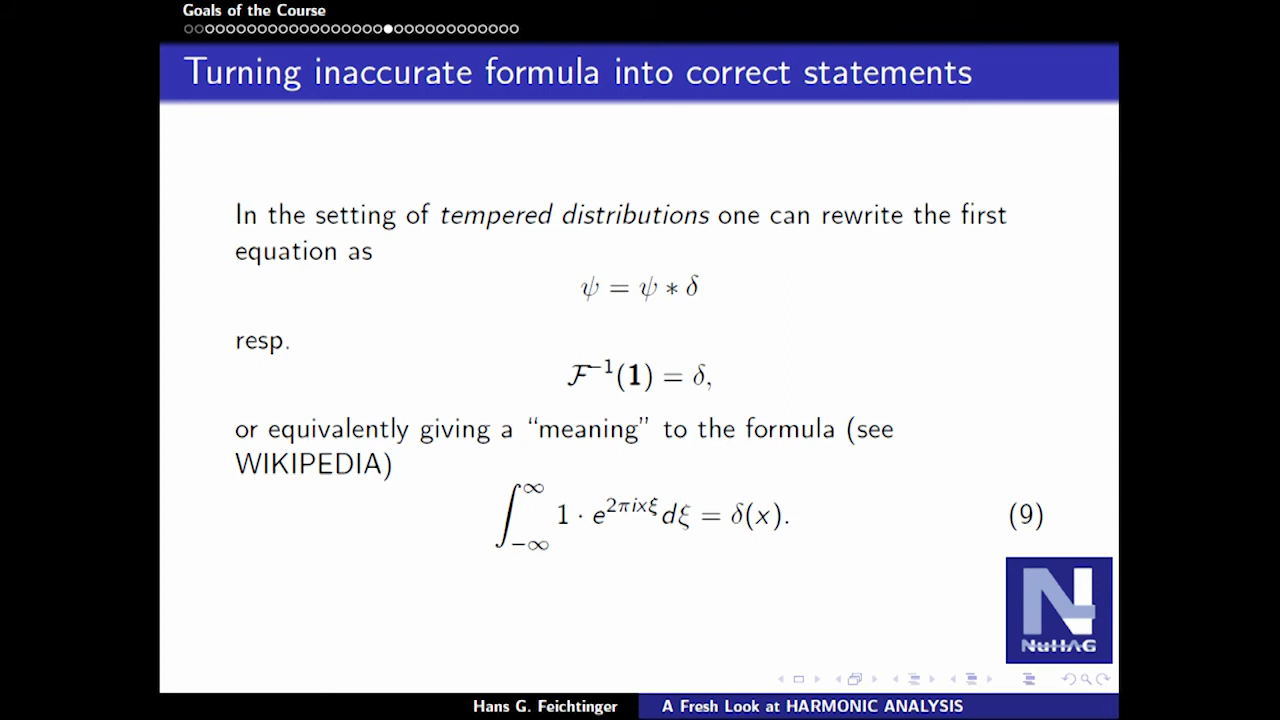 Goals of the Course
Turning inaccurate formula into correct statements
In the setting of tempered distributions one can rewrite the first
equation as
ψ = ψ ∗ δ
resp.
𝓕⁻¹(𝟏) = δ,
or equivalently giving a “meaning” to the formula (see
WIKIPEDIA)
∫_{−∞}^{∞} 1 · e^{2πixξ}dξ = δ(x). (9)
NuHAG
Hans G. Feichtinger A Fresh Look at HARMONIC ANALYSIS